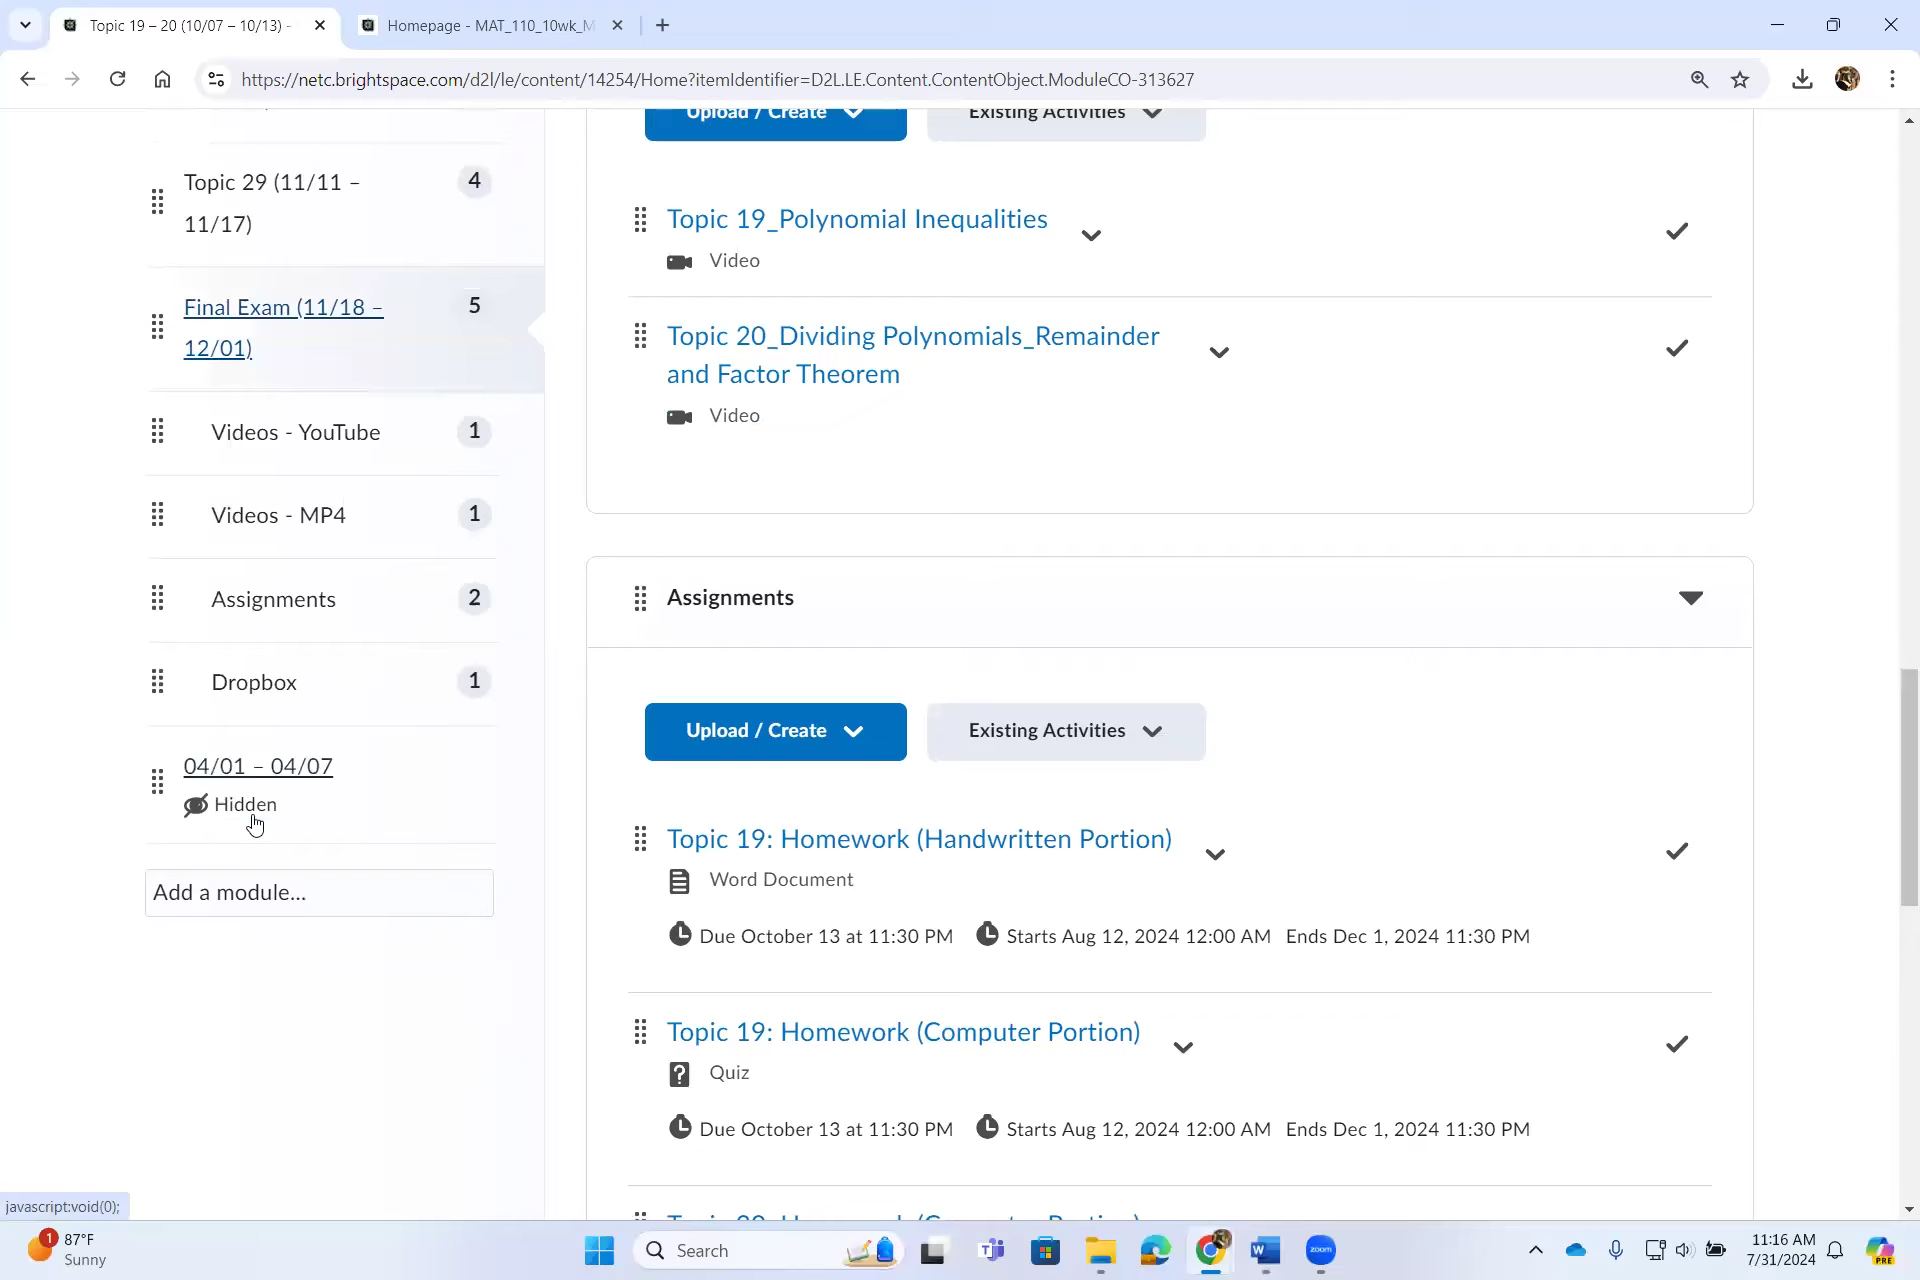 Topic 19 – 20 (10/07 – 10/13) -
Homepage - MAT_110_10wk_M
https://netc.brightspace.com/d2l/le/content/14254/Home?itemIdentifier=D2L.LE.Content.ContentObject.ModuleCO-313627
Topic 29 (11/11 –
11/17)
4
Final Exam (11/18 –
12/01)
5
Videos - YouTube
1
Videos - MP4
1
Assignments
2
Dropbox
1
04/01 – 04/07
Hidden
Add a module...
Upload / Create
Existing Activities
Topic 19_Polynomial Inequalities
Video
Topic 20_Dividing Polynomials_Remainder
and Factor Theorem
Video
Assignments
Upload / Create
Existing Activities
Topic 19: Homework (Handwritten Portion)
Word Document
Due October 13 at 11:30 PM Starts Aug 12, 2024 12:00 AM Ends Dec 1, 2024 11:30 PM
Topic 19: Homework (Computer Portion)
Quiz
Due October 13 at 11:30 PM Starts Aug 12, 2024 12:00 AM Ends Dec 1, 2024 11:30 PM
javascript:void(0);
1
87°F
Sunny
Search
zoom
11:16 AM
7/31/2024
PRE